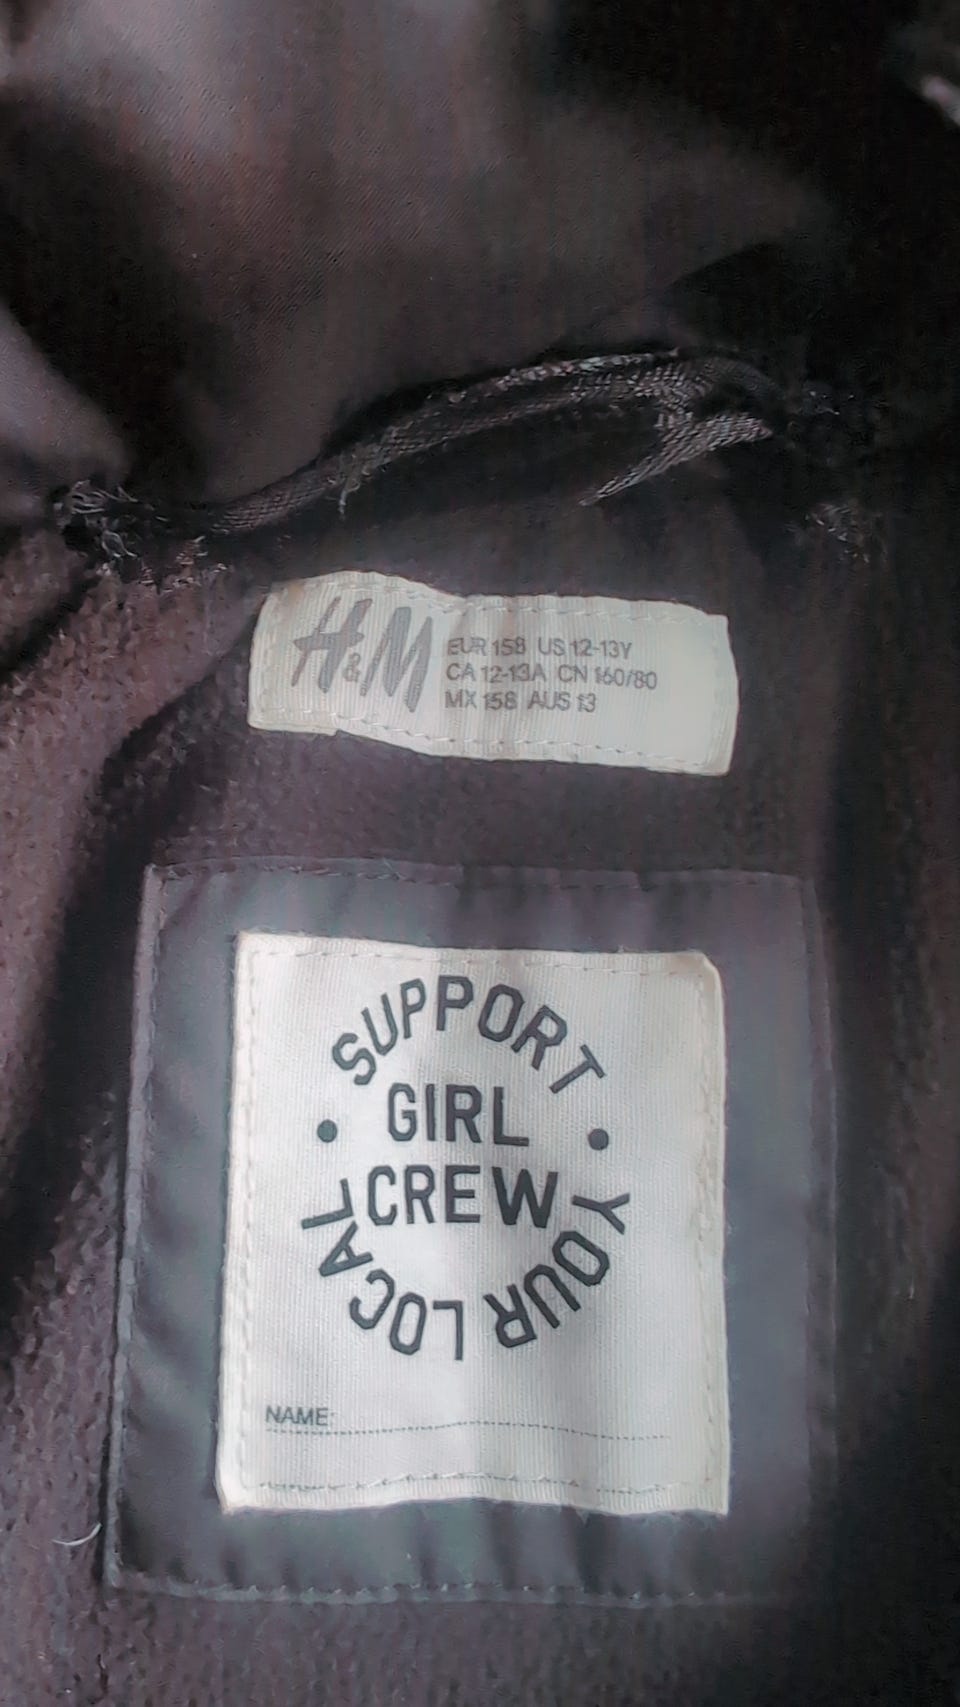 H&M
EUR 158 US 12-13Y
CA 12-13A CN 160/80
MX 158 AUS 13
SUPPORT
GIRL
CREW
YOUR LOCAL
NAME: